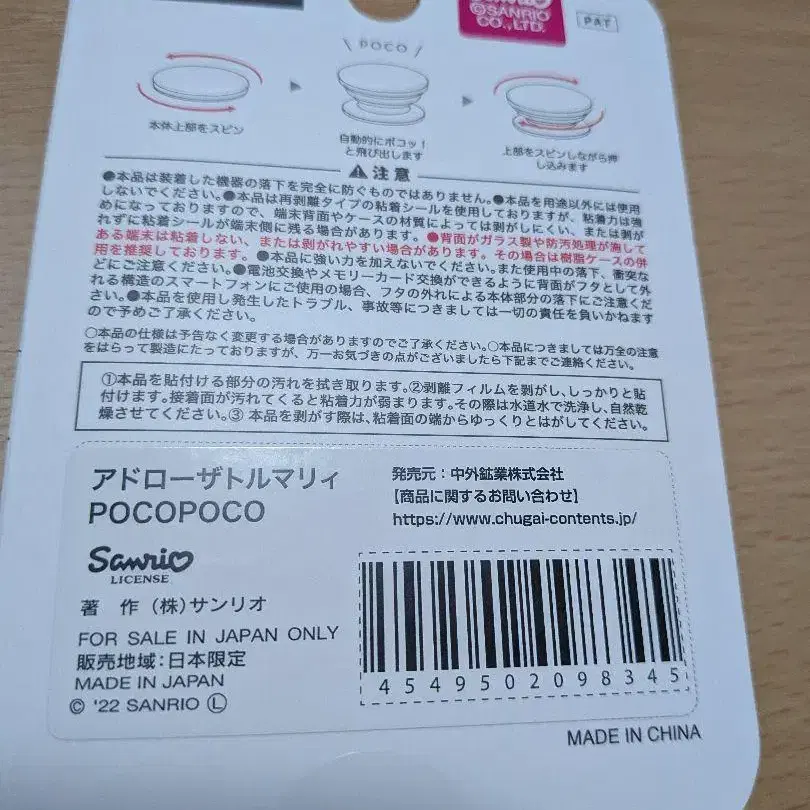 ©SANRIO
CO., LTD.
PAT
POCO
本体上部をスピン
自動的にポコッ!
と飛び出します
上部をスピンしながら押
し込みます
⚠注意
●本品は装着した機器の落下を完全に防ぐものではありません。●本品を用途以外には使用
しないでください。●本品は再剥離タイプの粘着シールを使用しておりますが、粘着力は強
めになっておりますので、端末背面やケースの材質によっては剥がしにくい、または剥が
れずに粘着シールが端末側に残る場合があります。●背面がガラス製や防汚処理が施して
ある端末は粘着しない、または剥がれやすい場合があります。その場合は樹脂ケースの併
用を推奨しております。●本品に強い力を加えないでください。また使用中の落下、衝突な
どにご注意ください。●電池交換やメモリーカード交換ができるように背面がフタとして外
れる構造のスマートフォンにご使用の場合、フタの外れによる本体部分の落下にご注意くだ
さい。●本品を使用し発生したトラブル、事故等につきましては一切の責任を負いかねます
ので予めご了承ください。
○本品の仕様は予告なく変更する場合がありますのでご了承ください。○本品につきましては万全の注意
をはらって製造にたっておりますが、万一お気づきの点がございましたら下記までご連絡ください。
①本品を貼付ける部分の汚れを拭き取ります。②剥離フィルムを剥がし、しっかりと貼
付けます。接着面が汚れてくると粘着力が弱まります。その際は水道水で洗浄し、自然乾
燥させてください。③ 本品を剥がす際は、粘着面の端からゆっくりとはがしてください。
アドローザトルマリィ
POCOPOCO
発売元:中外鉱業株式会社
【商品に関するお問い合わせ】
https://www.chugai-contents.jp/
Sanrio
LICENSE
著 作 (株)サンリオ
FOR SALE IN JAPAN ONLY
販売地域:日本限定
MADE IN JAPAN
© '22 SANRIO Ⓛ
4549502098345
MADE IN CHINA